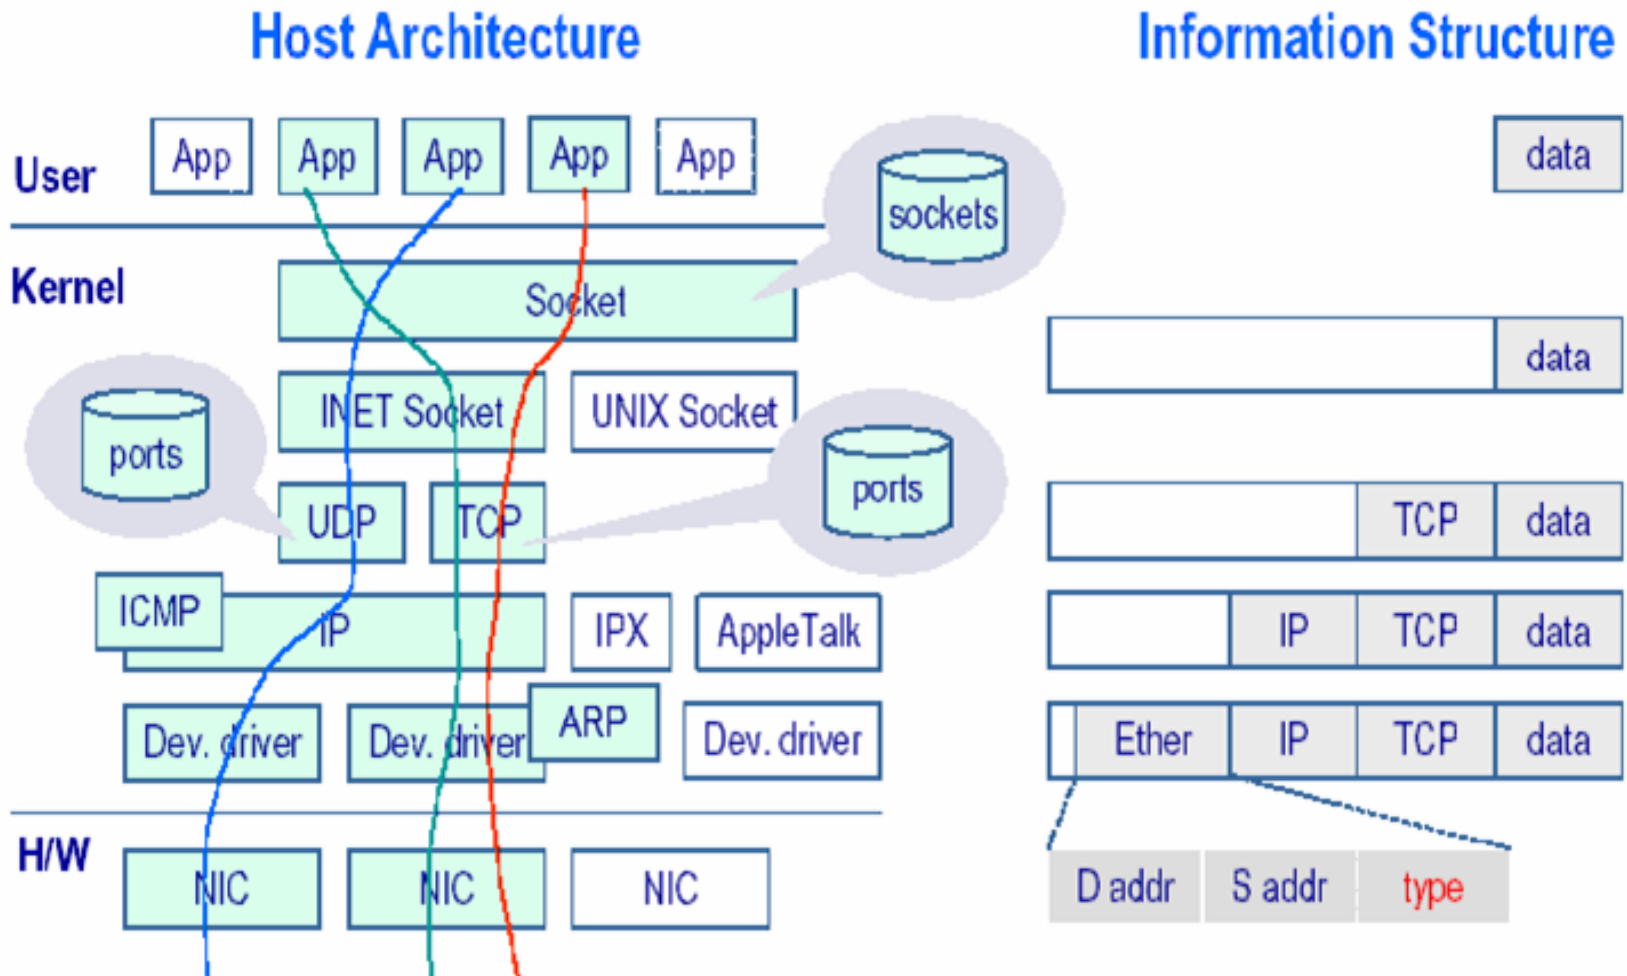 Host Architecture
Information Structure
User
App
App
App
App
App
sockets
data
Kernel
Socket
data
INET Socket
UNIX Socket
ports
ports
UDP
TCP
TCP
data
ICMP
IP
IPX
AppleTalk
IP
TCP
data
Dev. driver
Dev. driver
ARP
Dev. driver
Ether
IP
TCP
data
H/W
NIC
NIC
NIC
D addr
S addr
type